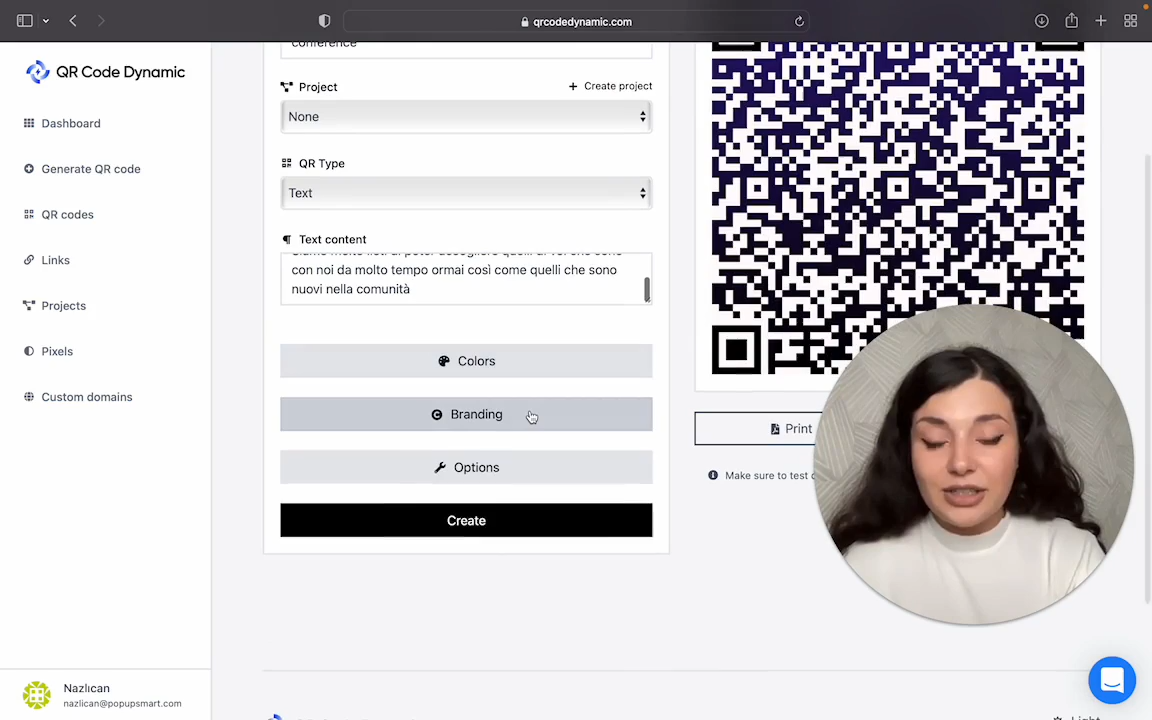 qrcodedynamic.com
QR Code Dynamic
Dashboard
Generate QR code
QR codes
Links
Projects
Pixels
Custom domains
Nazlıcan
nazlican@popupsmart.com
conference
Project
+ Create project
None
QR Type
Text
Text content
con noi da molto tempo ormai così come quelli che sono
nuovi nella comunità
Colors
Branding
Options
Create
Print
Make sure to test
Light